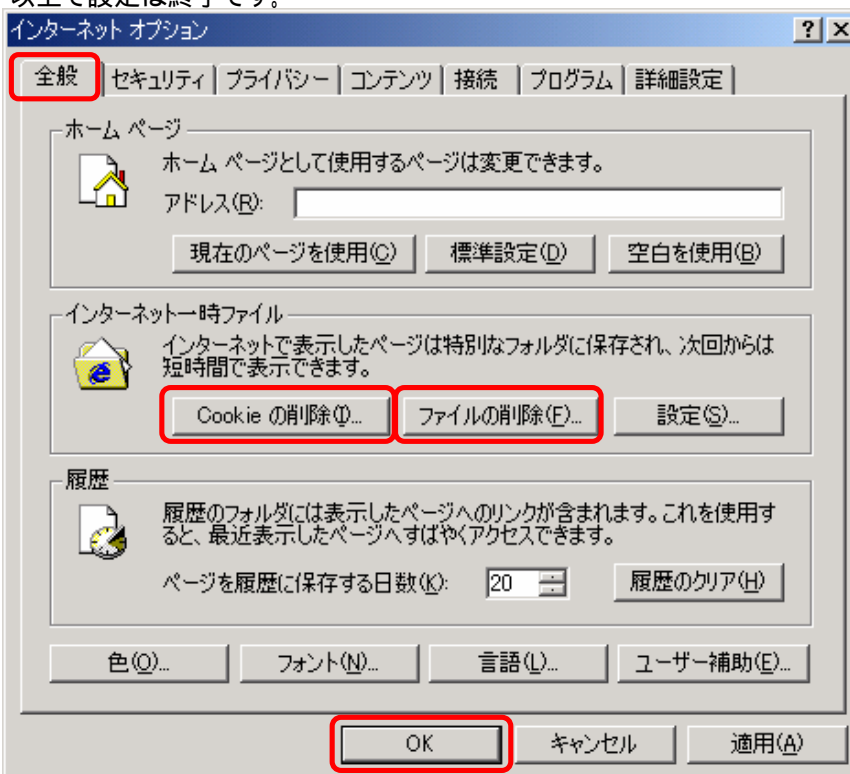 以上で設定は終了です。
インターネット オプション
? ×
全般 セキュリティ プライバシー コンテンツ 接続 プログラム 詳細設定
ホーム ページ
ホーム ページとして使用するページは変更できます。
アドレス(R):
現在のページを使用(C) 標準設定(D) 空白を使用(B)
インターネット一時ファイル
インターネットで表示したページは特別なフォルダに保存され、次回からは
短時間で表示できます。
Cookie の削除(I)... ファイルの削除(F)... 設定(S)...
履歴
履歴のフォルダには表示したページへのリンクが含まれます。これを使用す
ると、最近表示したページへすばやくアクセスできます。
ページを履歴に保存する日数(K): 20 履歴のクリア(H)
色(O)... フォント(N)... 言語(L)... ユーザー補助(E)...
OK キャンセル 適用(A)